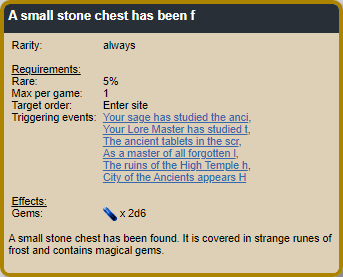 A small stone chest has been f
Rarity: always
Requirements:
Rare: 5%
Max per game: 1
Target order: Enter site
Triggering events: Your sage has studied the anci,
Your Lore Master has studied t,
The ancient tablets in the scr,
As a master of all forgotten l,
The ruins of the High Temple h,
City of the Ancients appears H
Effects:
Gems: x 2d6
A small stone chest has been found. It is covered in strange runes of
frost and contains magical gems.